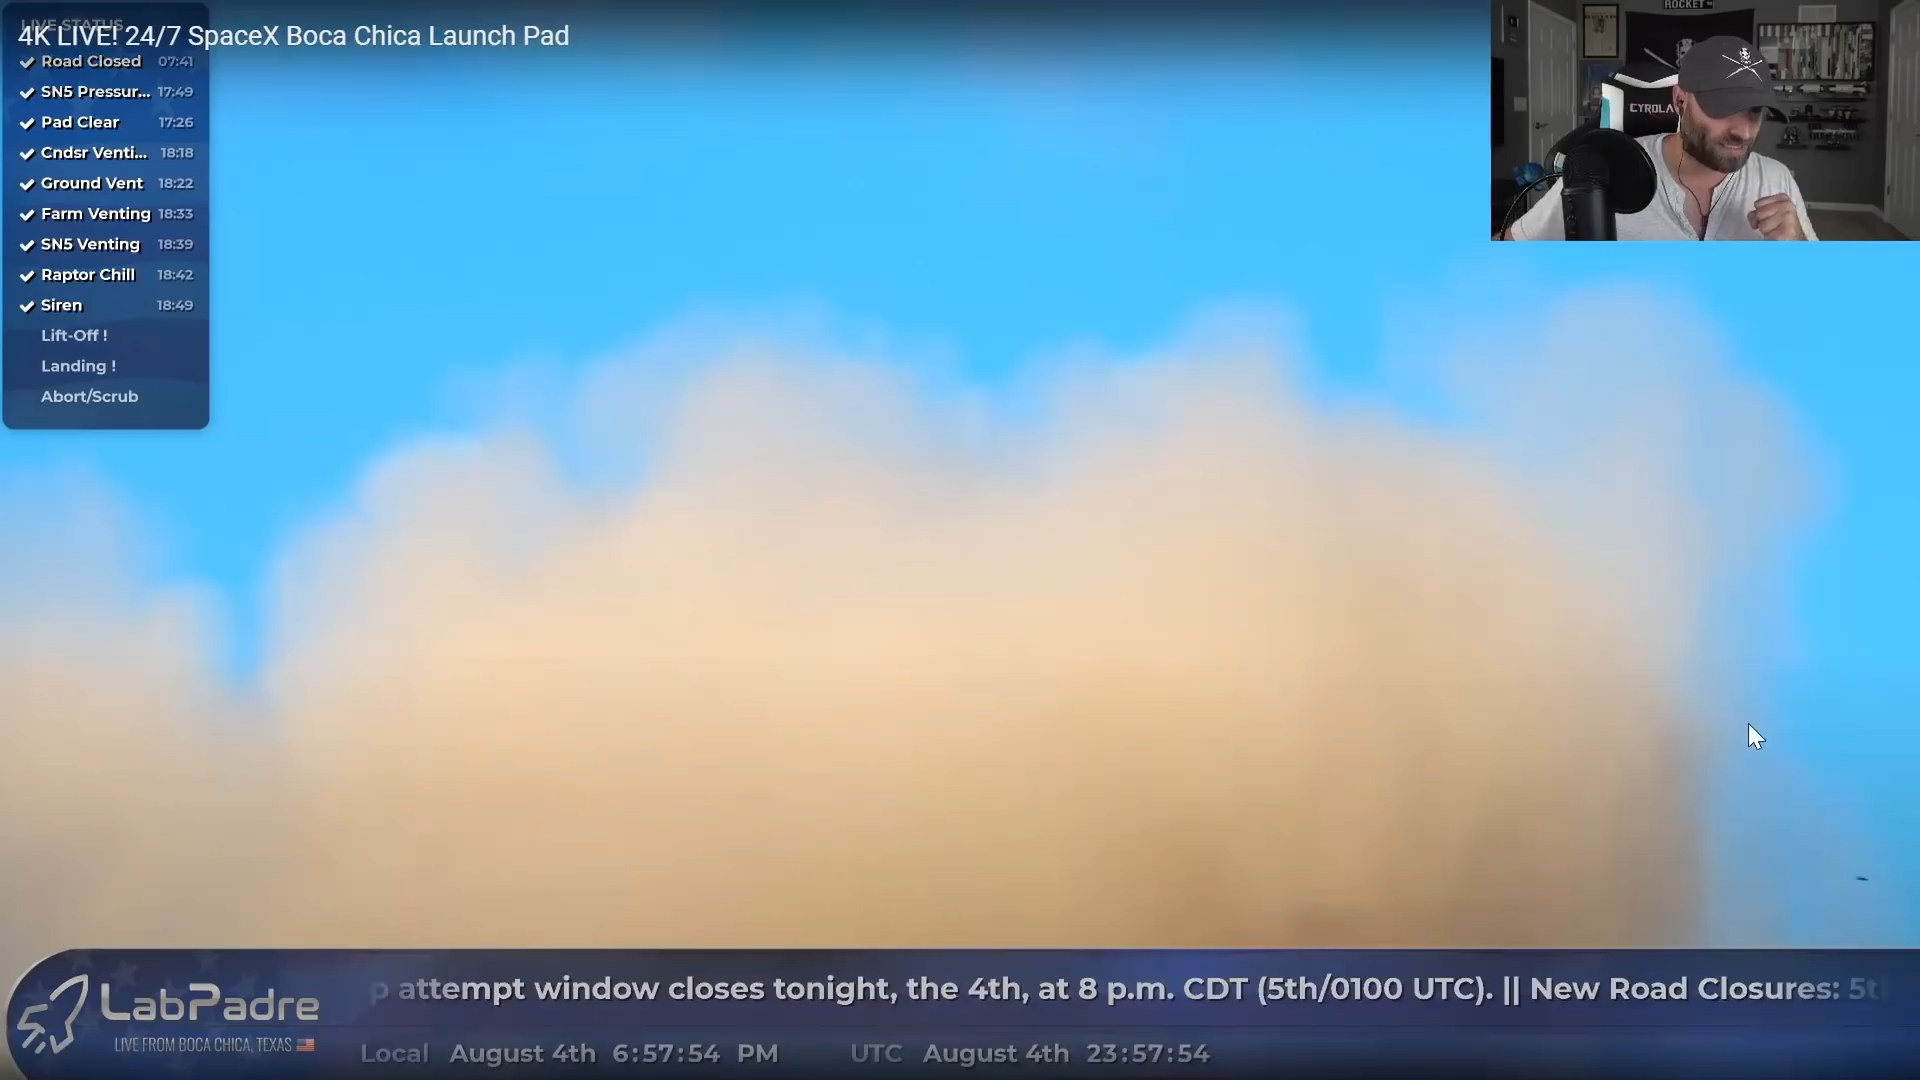 LIVE STATUS
4K LIVE! 24/7 SpaceX Boca Chica Launch Pad
Road Closed 07:41
SN5 Pressur... 17:49
Pad Clear 17:26
Cndsr Venti... 18:18
Ground Vent 18:22
Farm Venting 18:33
SN5 Venting 18:39
Raptor Chill 18:42
Siren 18:49
Lift-Off !
Landing !
Abort/Scrub
ROCKET
CYROLA
p attempt window closes tonight, the 4th, at 8 p.m. CDT (5th/0100 UTC). || New Road Closures: 5t
LabPadre
LIVE FROM BOCA CHICA, TEXAS
Local August 4th 6:57:54 PM UTC August 4th 23:57:54